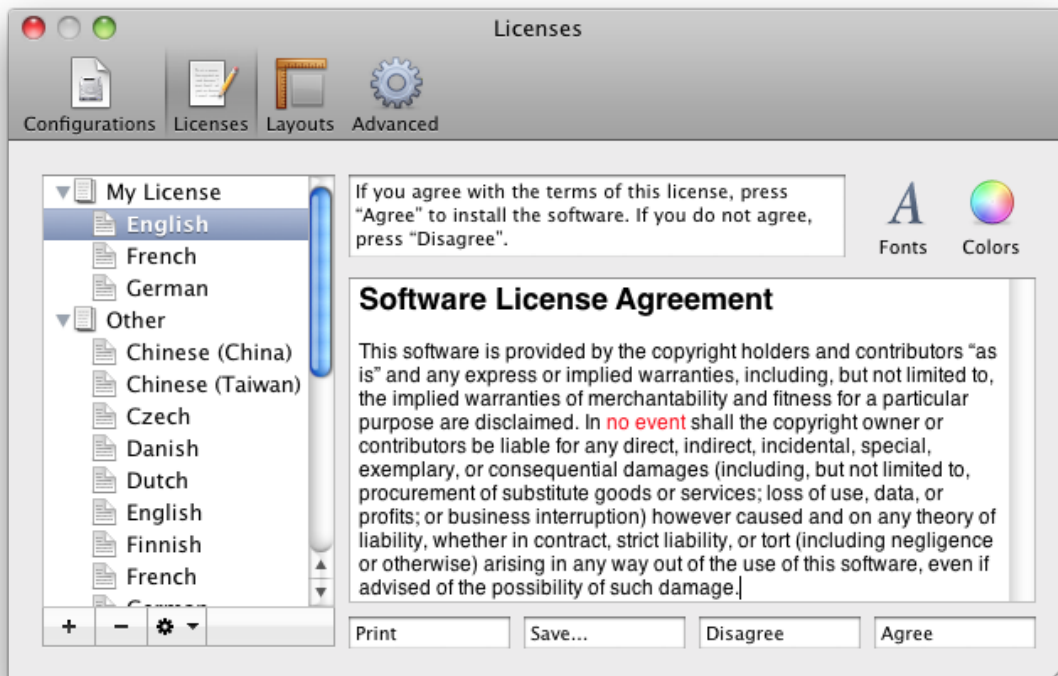 Licenses
Configurations
Licenses
Layouts
Advanced
My License
English
French
German
Other
Chinese (China)
Chinese (Taiwan)
Czech
Danish
Dutch
English
Finnish
French
German
If you agree with the terms of this license, press
“Agree” to install the software. If you do not agree,
press “Disagree”.
Fonts
Colors
Software License Agreement
This software is provided by the copyright holders and contributors “as
is” and any express or implied warranties, including, but not limited to,
the implied warranties of merchantability and fitness for a particular
purpose are disclaimed. In no event shall the copyright owner or
contributors be liable for any direct, indirect, incidental, special,
exemplary, or consequential damages (including, but not limited to,
procurement of substitute goods or services; loss of use, data, or
profits; or business interruption) however caused and on any theory of
liability, whether in contract, strict liability, or tort (including negligence
or otherwise) arising in any way out of the use of this software, even if
advised of the possibility of such damage.
Print
Save...
Disagree
Agree